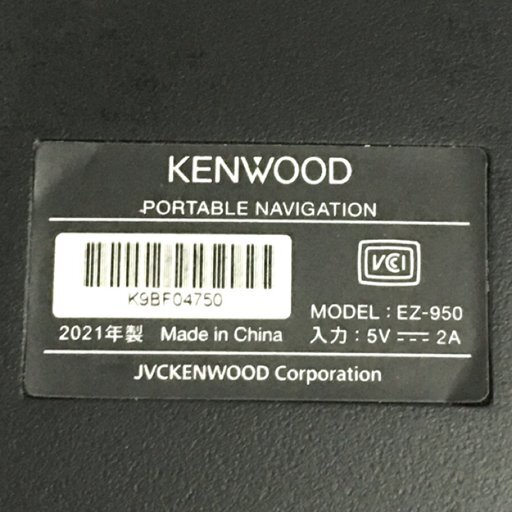 KENWOOD
PORTABLE NAVIGATION
K9BF04750
VCI
MODEL : EZ-950
2021年製 Made in China
入力 : 5V ⎓ 2A
JVCKENWOOD Corporation